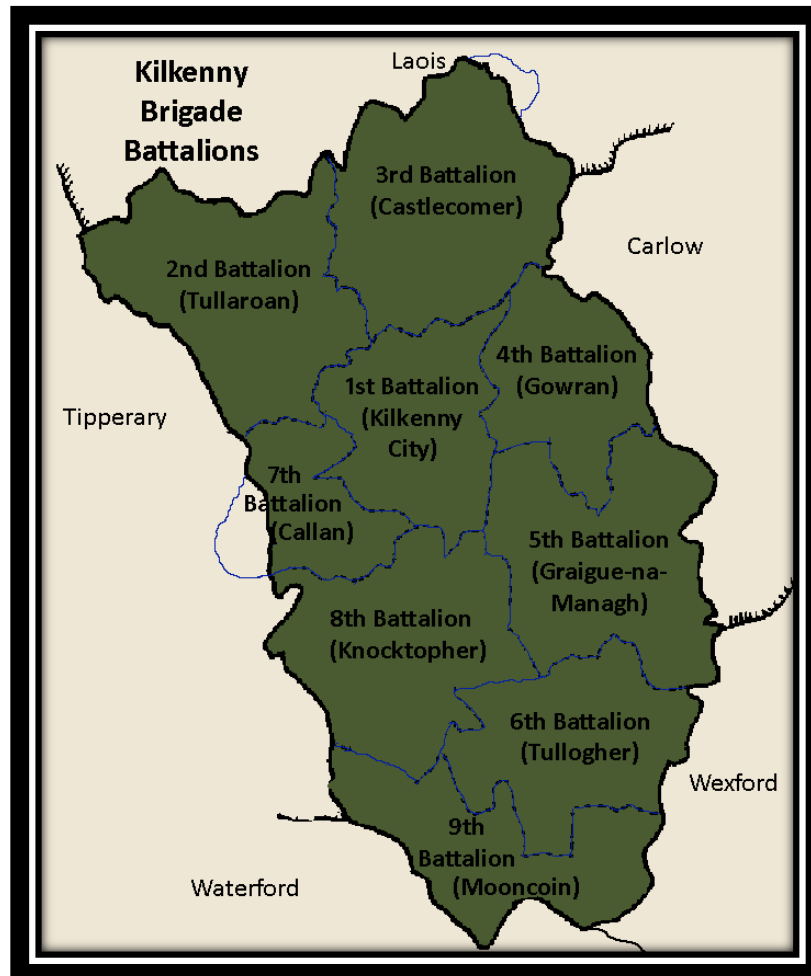 Kilkenny
Brigade
Battalions
Laois
3rd Battalion
(Castlecomer)
Carlow
2nd Battalion
(Tullaroan)
4th Battalion
(Gowran)
1st Battalion
(Kilkenny
City)
Tipperary
7th
Battalion
(Callan)
5th Battalion
(Graigue-na-
Managh)
8th Battalion
(Knocktopher)
6th Battalion
(Tullogher)
Wexford
9th
Battalion
(Mooncoin)
Waterford